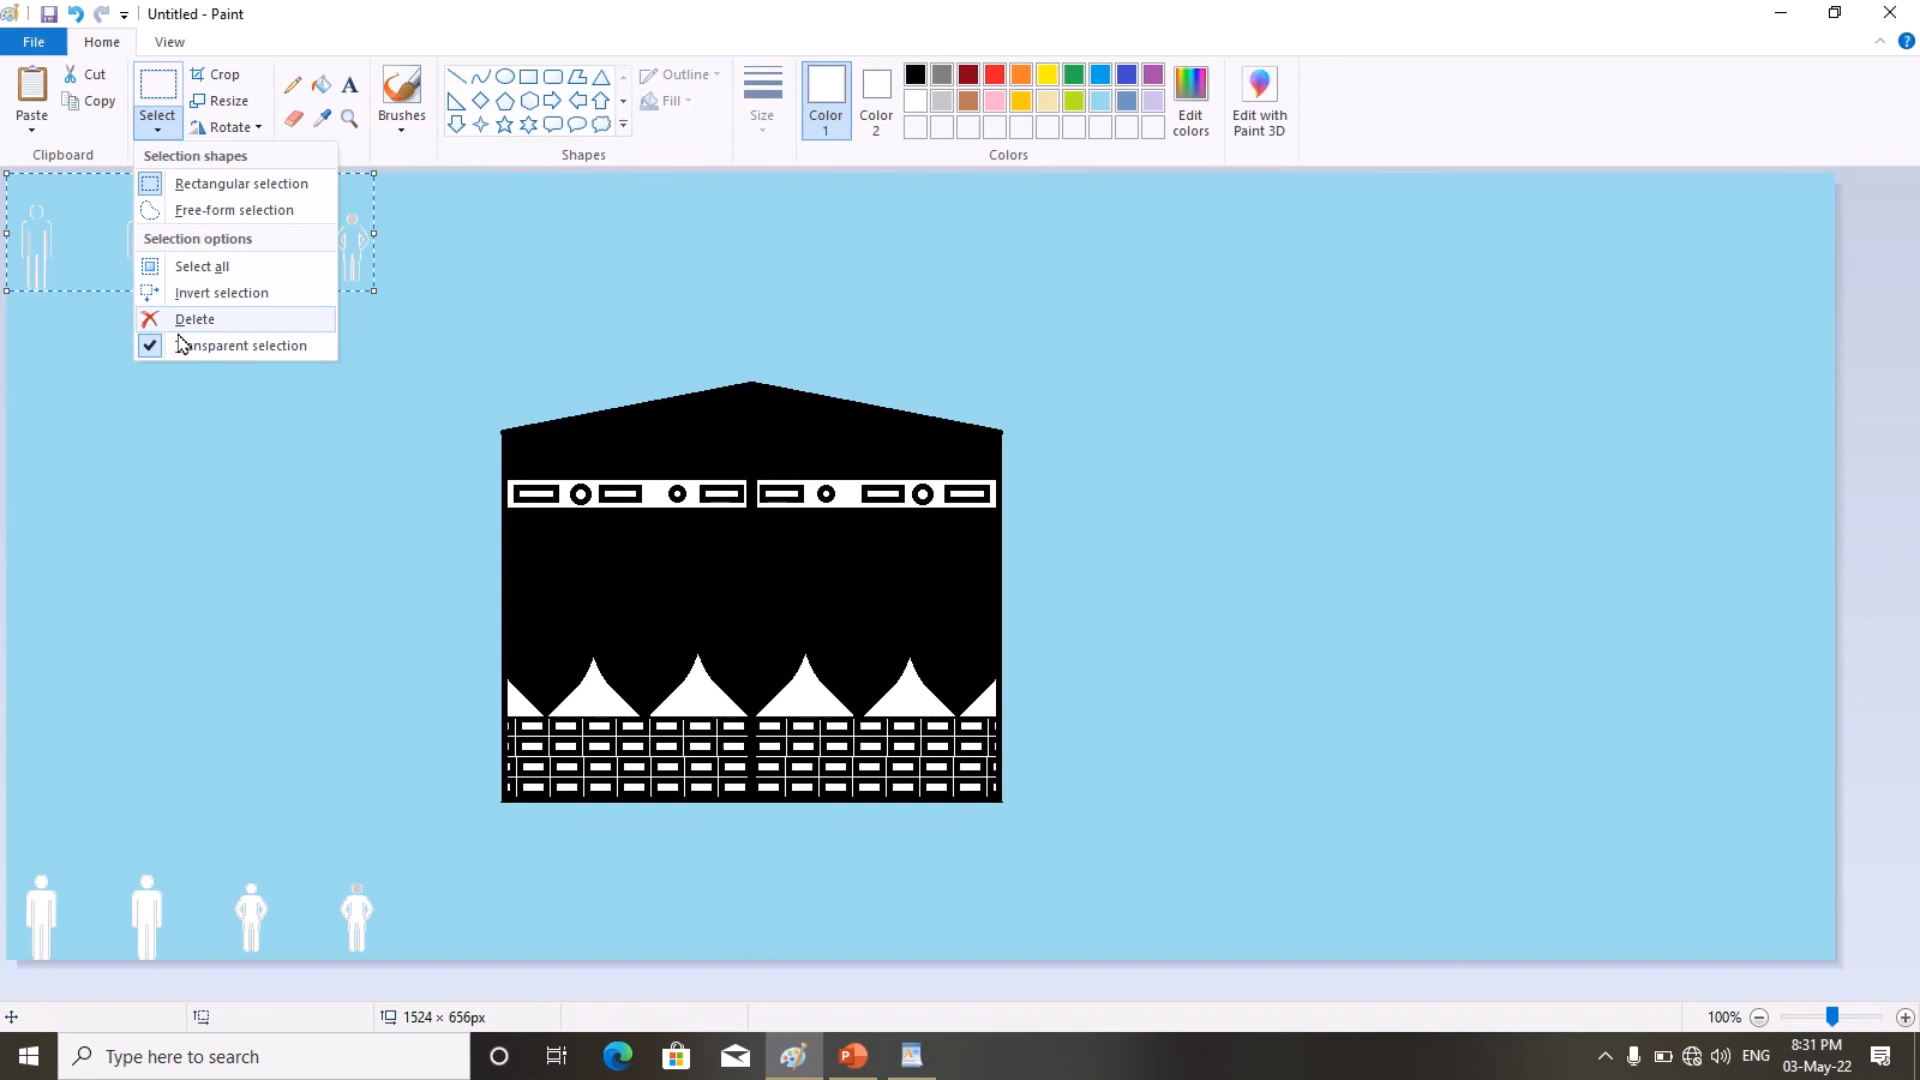 Untitled - Paint
File
Home
View
Paste
Cut
Copy
Clipboard
Select
Crop
Resize
Rotate
Brushes
Outline
Fill
Shapes
Size
Color 1
Color 2
Edit colors
Colors
Edit with Paint 3D
Selection shapes
Rectangular selection
Free-form selection
Selection options
Select all
Invert selection
Delete
Transparent selection
1524 × 656px
100%
Type here to search
ENG
8:31 PM
03-May-22